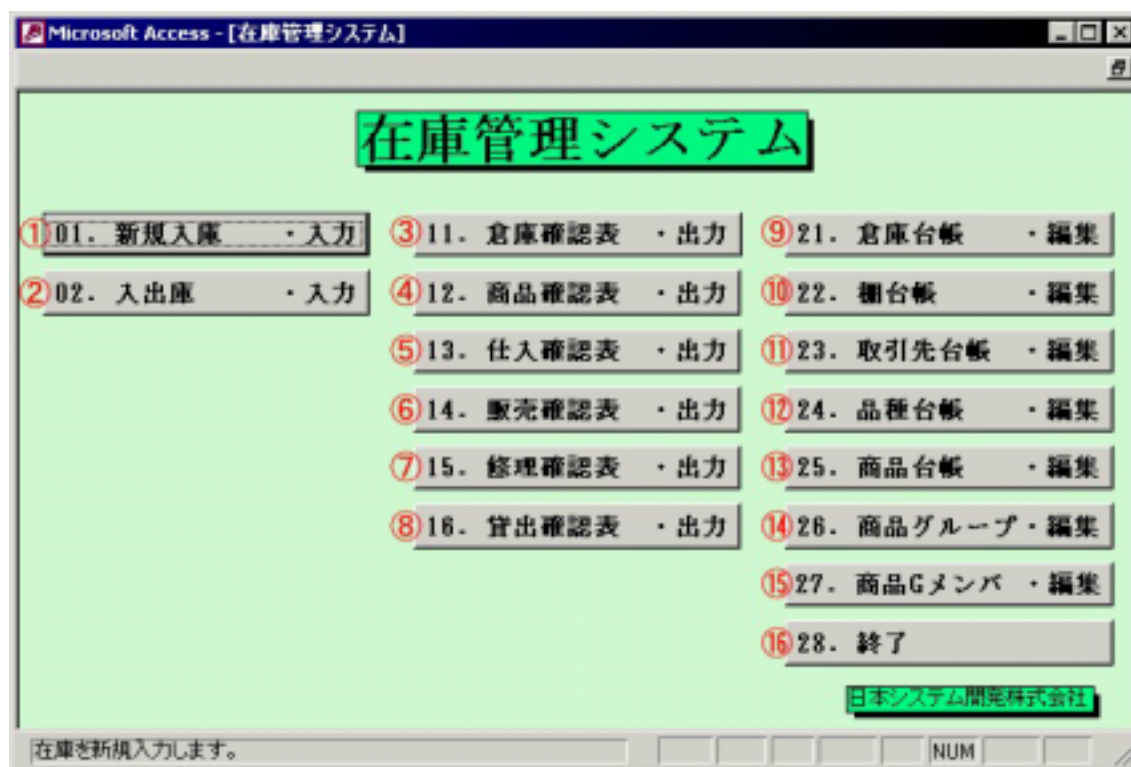 Microsoft Access - [在庫管理システム]
在庫管理システム
①01. 新規入庫 ・入力
②02. 入出庫 ・入力
③11. 倉庫確認表 ・出力
④12. 商品確認表 ・出力
⑤13. 仕入確認表 ・出力
⑥14. 販売確認表 ・出力
⑦15. 修理確認表 ・出力
⑧16. 貸出確認表 ・出力
⑨21. 倉庫台帳 ・編集
⑩22. 棚台帳 ・編集
⑪23. 取引先台帳 ・編集
⑫24. 品種台帳 ・編集
⑬25. 商品台帳 ・編集
⑭26. 商品グループ・編集
⑮27. 商品Gメンバ ・編集
⑯28. 終了
日本システム開発株式会社
在庫を新規入力します。
NUM